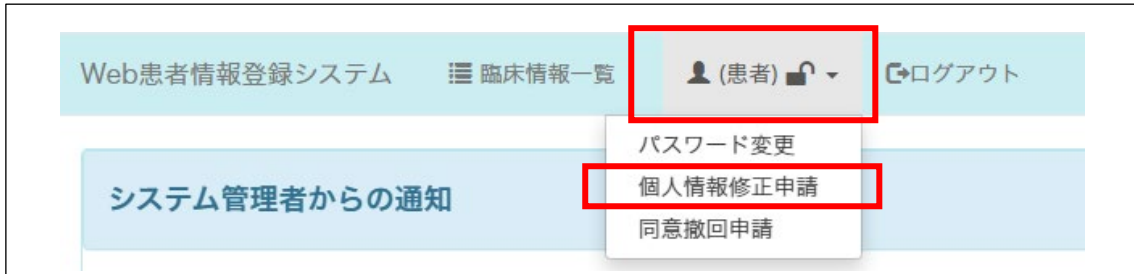 Web患者情報登録システム 臨床情報一覧 (患者) ログアウト
パスワード変更
個人情報修正申請
同意撤回申請
システム管理者からの通知